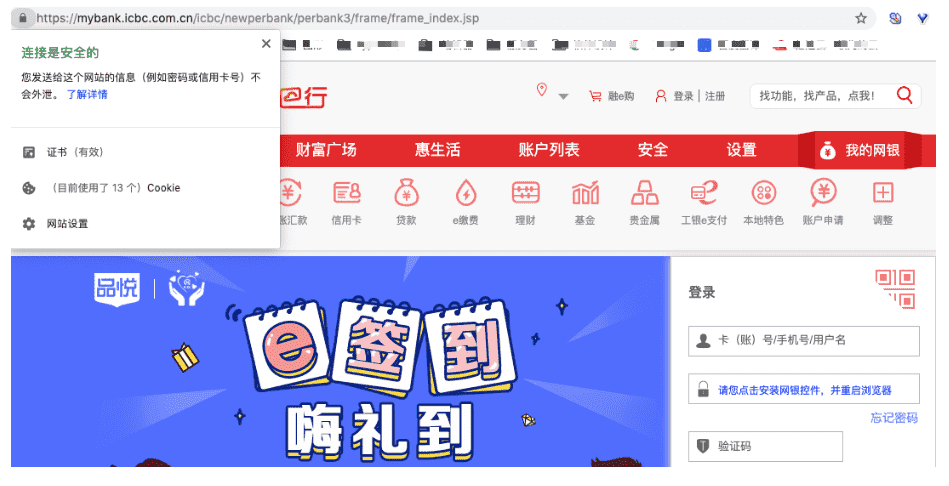 https://mybank.icbc.com.cn/icbc/newperbank/perbank3/frame/frame_index.jsp
连接是安全的
您发送给这个网站的信息（例如密码或信用卡号）不
会外泄。 了解详情
证书（有效）
（目前使用了 13 个）Cookie
网站设置
行
融e购
登录 | 注册
找功能，找产品，点我！
财富广场
惠生活
账户列表
安全
设置
我的网银
汇款
信用卡
贷款
e缴费
理财
基金
贵金属
工银e支付
本地特色
账户申请
调整
品悦
e签到
嗨礼到
登录
卡（账）号/手机号/用户名
请您点击安装网银控件，并重启浏览器
忘记密码
验证码